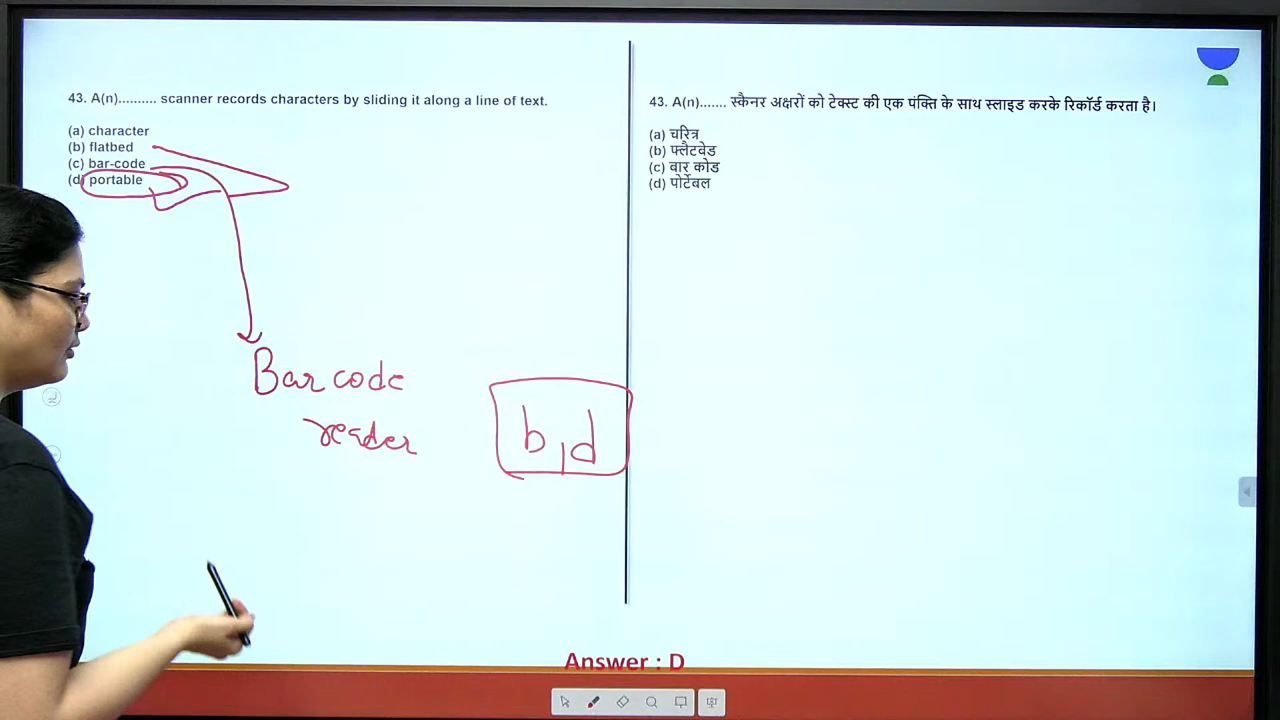 43. A(n).......... scanner records characters by sliding it along a line of text.
(a) character
(b) flatbed
(c) bar-code
(d) portable
Bar code
reader
b,d
43. A(n)....... स्कैनर अक्षरों को टेक्स्ट की एक पंक्ति के साथ स्लाइड करके रिकॉर्ड करता है।
(a) चरित्र
(b) फ्लैटबेड
(c) बार कोड
(d) पोर्टेबल
Answer : D